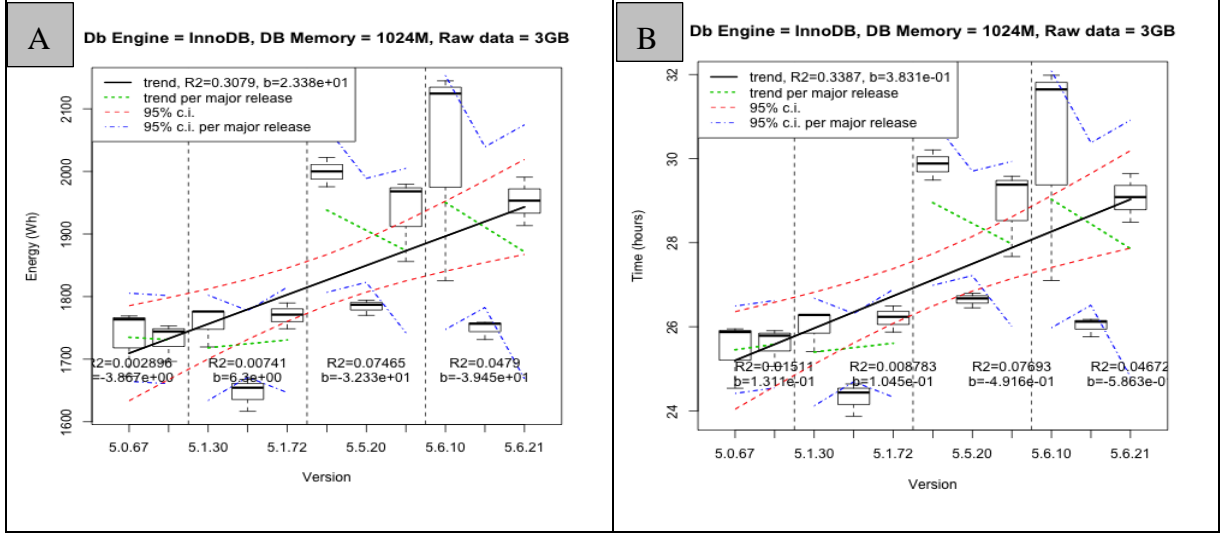 A
Db Engine = InnoDB, DB Memory = 1024M, Raw data = 3GB
trend, R2=0.3079, b=2.338e+01
trend per major release
95% c.i.
95% c.i. per major release
Energy (Wh)
2100
2000
1900
1800
1700
1600
R2=0.002896 R2=0.00741 R2=0.07465 R2=0.0479
b=-3.867e+00 b=6.3e+00 b=-3.233e+01 b=-3.945e+01
5.0.67 5.1.30 5.1.72 5.5.20 5.6.10 5.6.21
Version
B
Db Engine = InnoDB, DB Memory = 1024M, Raw data = 3GB
trend, R2=0.3387, b=3.831e-01
trend per major release
95% c.i.
95% c.i. per major release
Time (hours)
32
30
28
26
24
R2=0.01511 R2=0.008783 R2=0.07693 R2=0.04672
b=1.311e-01 b=1.045e-01 b=-4.916e-01 b=-5.863e-0
5.0.67 5.1.30 5.1.72 5.5.20 5.6.10 5.6.21
Version